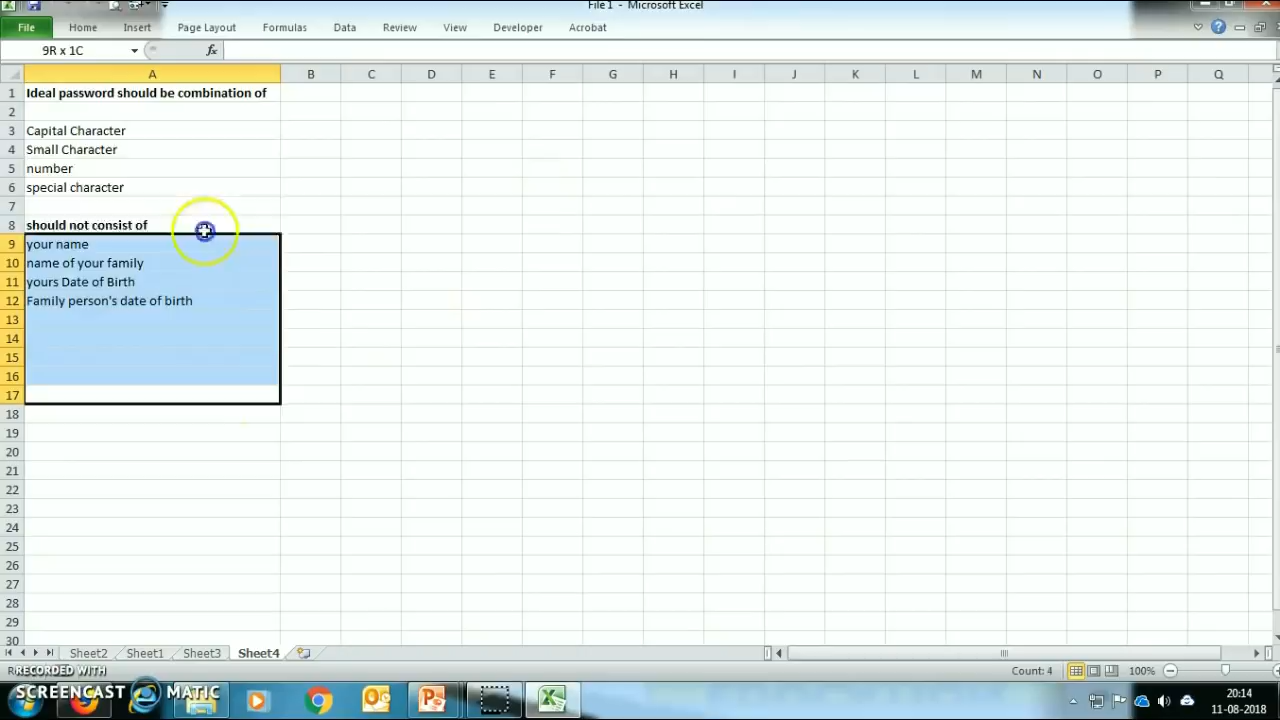 File 1 - Microsoft Excel
File Home Insert Page Layout Formulas Data Review View Developer Acrobat
9R x 1C fx
A B C D E F G H I J K L M N O P Q
1 Ideal password should be combination of
2
3 Capital Character
4 Small Character
5 number
6 special character
7
8 should not consist of
9 your name
10 name of your family
11 yours Date of Birth
12 Family person's date of birth
13
14
15
16
17
18
19
20
21
22
23
24
25
26
27
28
29
30
Sheet2 Sheet1 Sheet3 Sheet4
Count: 4 100%
RECORDED WITH
SCREENCAST MATIC
20:14
11-08-2018